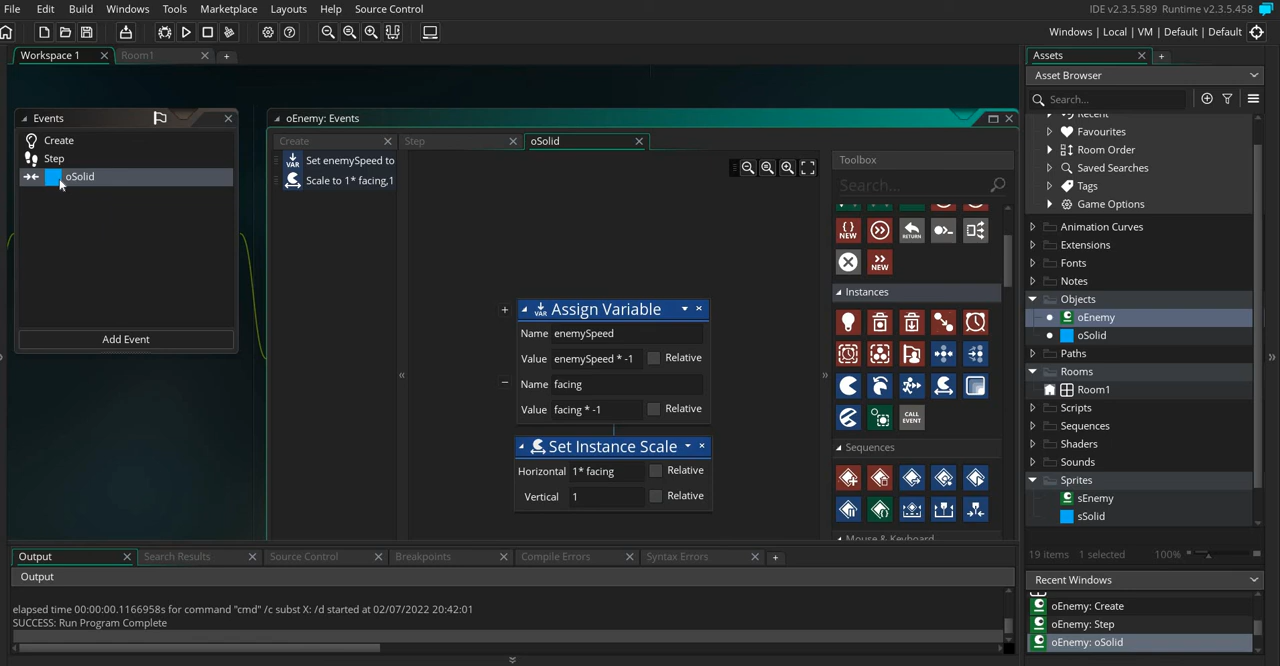 File Edit Build Windows Tools Marketplace Layouts Help Source Control IDE v2.3.5.589 Runtime v2.3.5.458
Windows | Local | VM | Default | Default
Workspace 1 Room1
Assets
Asset Browser
Search...
Recent
Favourites
Room Order
Saved Searches
Tags
Game Options
Animation Curves
Extensions
Fonts
Notes
Objects
oEnemy
oSolid
Paths
Rooms
Room1
Scripts
Sequences
Shaders
Sounds
Sprites
sEnemy
sSolid
19 items 1 selected 100%
Recent Windows
oEnemy: Create
oEnemy: Step
oEnemy: oSolid
Events
Create
Step
oSolid
Add Event
oEnemy: Events
Create Step oSolid
VAR Set enemySpeed to
Scale to 1* facing,1
VAR Assign Variable
Name enemySpeed
Value enemySpeed * -1 Relative
Name facing
Value facing * -1 Relative
Set Instance Scale
Horizontal 1* facing Relative
Vertical 1 Relative
Toolbox
Search...
NEW RETURN
NEW
Instances
CALL
EVENT
Sequences
Mouse & Keyboard
Output Search Results Source Control Breakpoints Compile Errors Syntax Errors
Output
elapsed time 00:00:00.1166958s for command "cmd" /c subst X: /d started at 02/07/2022 20:42:01
SUCCESS: Run Program Complete